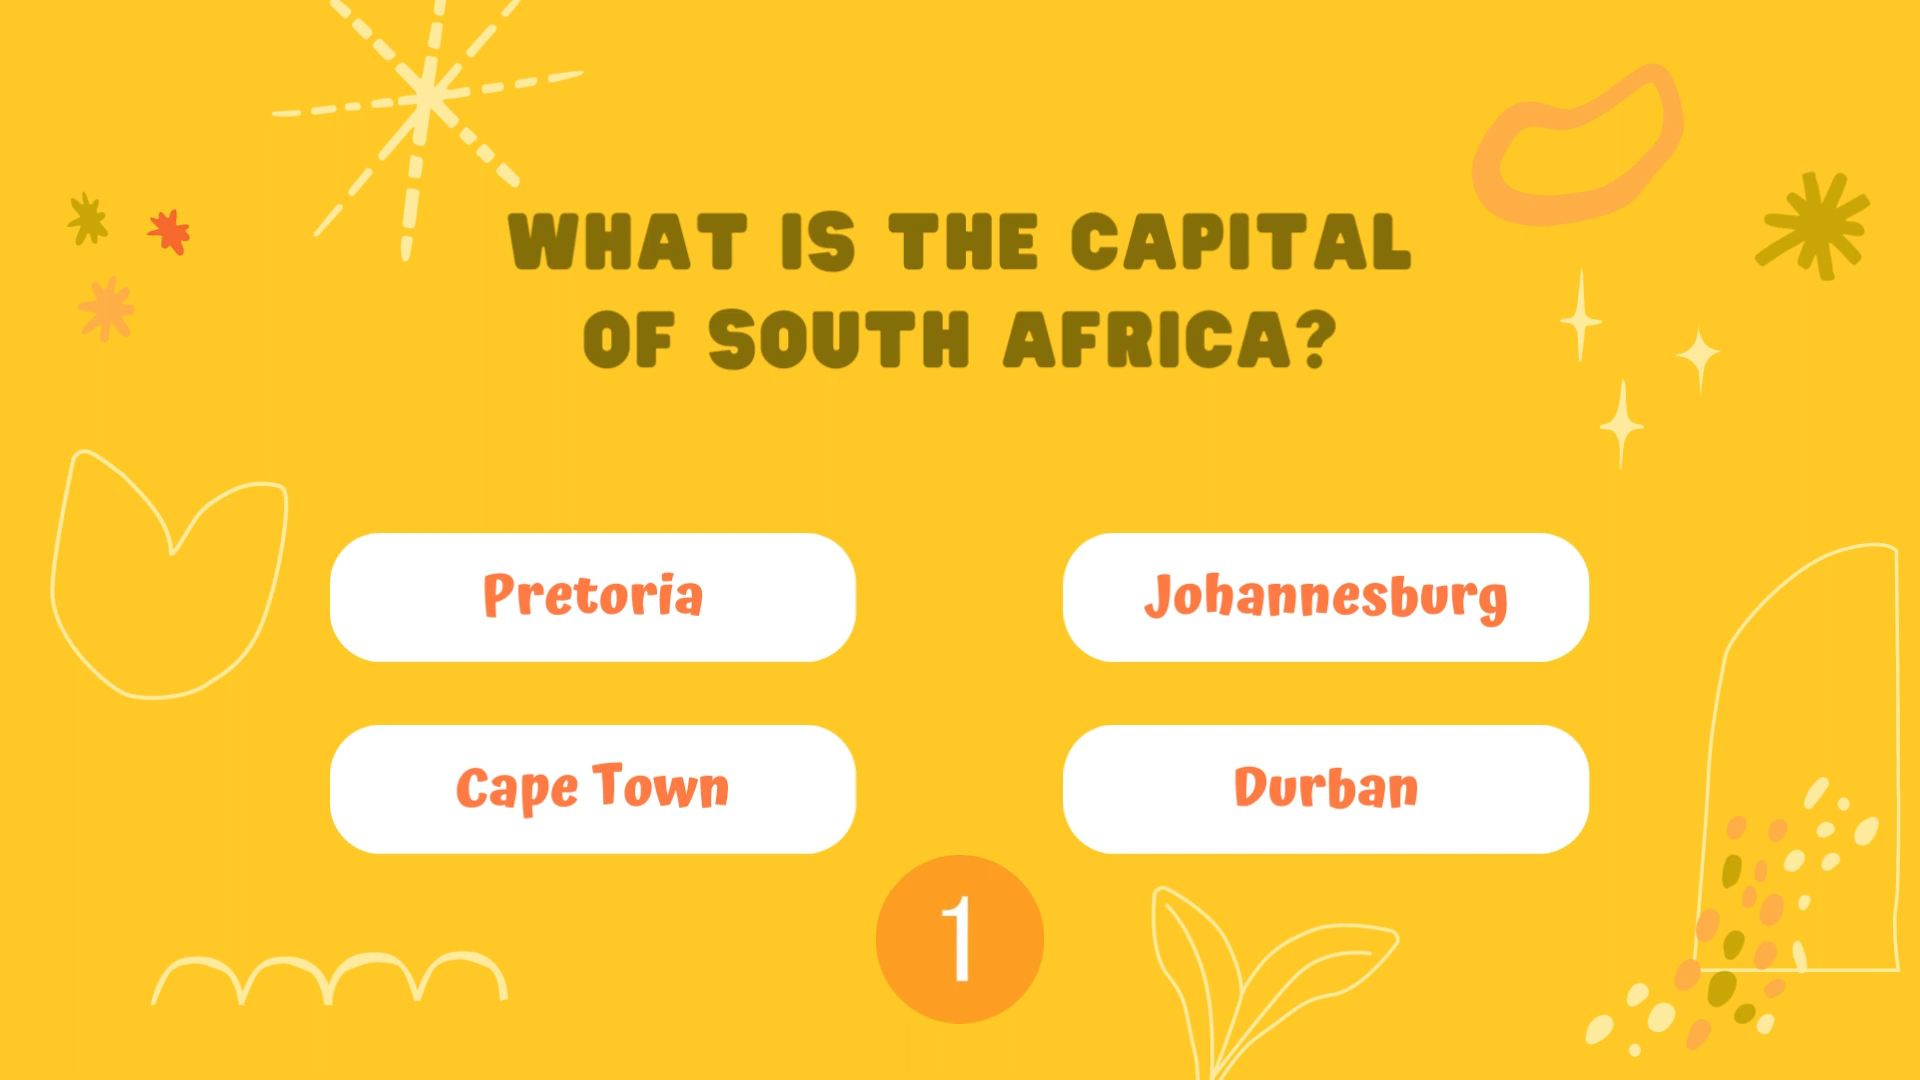 WHAT IS THE CAPITAL
OF SOUTH AFRICA?
Pretoria
Johannesburg
Cape Town
Durban
1